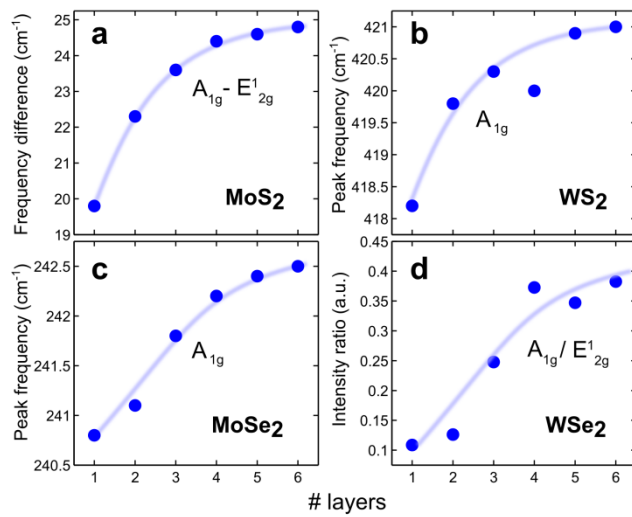 a
Frequency difference (cm⁻¹)
25
24
23
22
21
20
19
A₁g- E¹₂g
MoS₂
b
Peak frequency (cm⁻¹)
421
420.5
420
419.5
419
418.5
418
A₁g
WS₂
c
Peak frequency (cm⁻¹)
242.5
242
241.5
241
240.5
A₁g
MoSe₂
1 2 3 4 5 6
# layers
d
Intensity ratio (a.u.)
0.45
0.4
0.35
0.3
0.25
0.2
0.15
0.1
A₁g/ E¹₂g
WSe₂
1 2 3 4 5 6